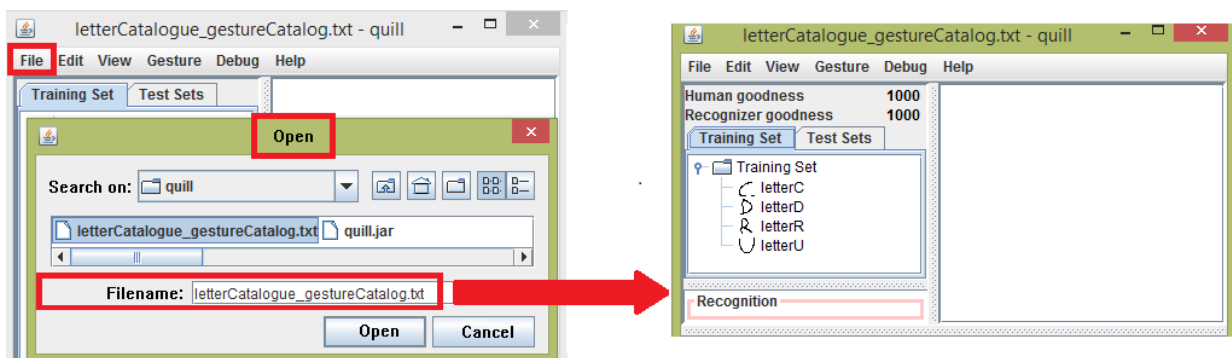 letterCatalogue_gestureCatalog.txt - quill
File Edit View Gesture Debug Help
Training Set Test Sets
Open
Search on: quill
letterCatalogue_gestureCatalog.txt quill.jar
Filename: letterCatalogue_gestureCatalog.txt
Open Cancel
letterCatalogue_gestureCatalog.txt - quill
File Edit View Gesture Debug Help
Human goodness 1000
Recognizer goodness 1000
Training Set Test Sets
Training Set
C letterC
D letterD
R letterR
U letterU
Recognition